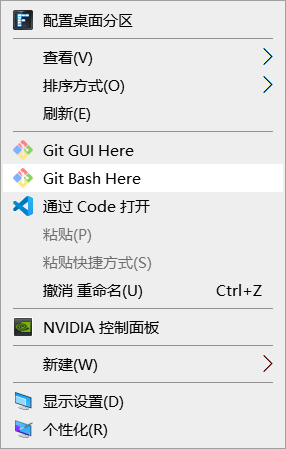 配置桌面分区
查看(V)
排序方式(O)
刷新(E)
Git GUI Here
Git Bash Here
通过 Code 打开
粘贴(P)
粘贴快捷方式(S)
撤消 重命名(U) Ctrl+Z
NVIDIA 控制面板
新建(W)
显示设置(D)
个性化(R)